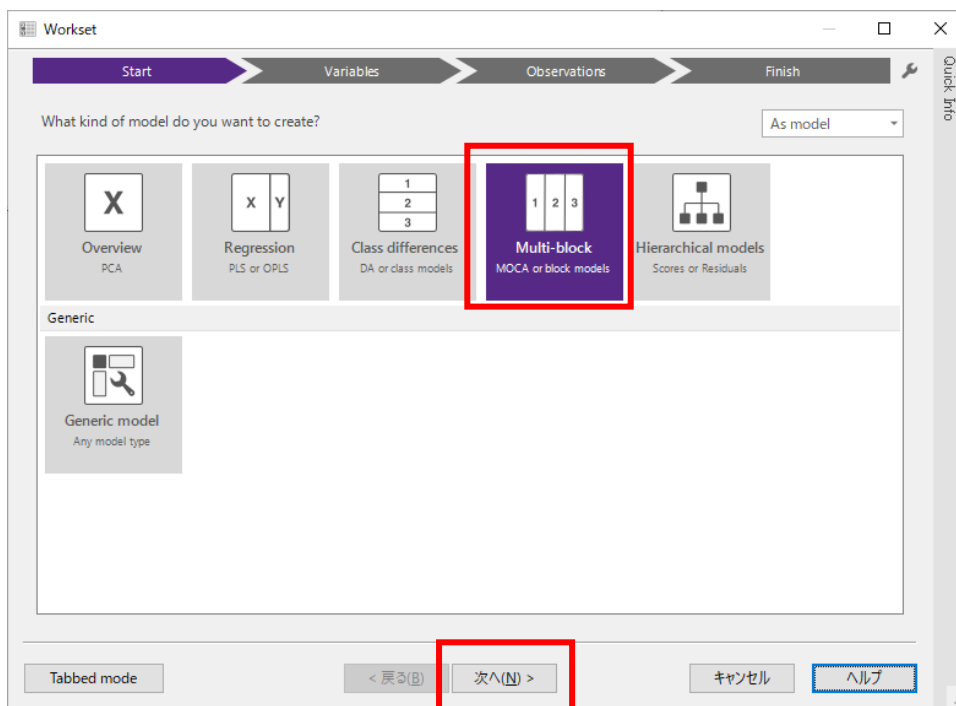 Workset
Quick Info
Start
Variables
Observations
Finish
What kind of model do you want to create?
As model
X
Overview
PCA
X Y
Regression
PLS or OPLS
1
2
3
Class differences
DA or class models
1 2 3
Multi-block
MOCA or block models
Hierarchical models
Scores or Residuals
Generic
Generic model
Any model type
Tabbed mode
< 戻る(B)
次へ(N) >
キャンセル
ヘルプ